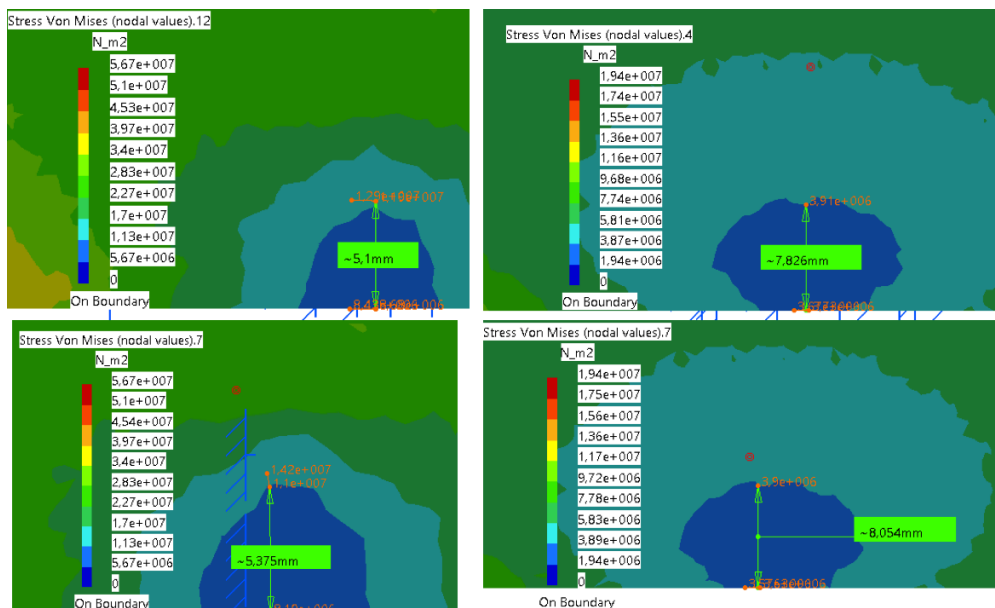 Stress Von Mises (nodal values).12
N_m2
5,67e+007
5,1e+007
4,53e+007
3,97e+007
3,4e+007
2,83e+007
2,27e+007
1,7e+007
1,13e+007
5,67e+006
0
On Boundary
~5,1mm
Stress Von Mises (nodal values).4
N_m2
1,94e+007
1,74e+007
1,55e+007
1,36e+007
1,16e+007
9,68e+006
7,74e+006
5,81e+006
3,87e+006
1,94e+006
0
On Boundary
3,91e+006
~7,826mm
Stress Von Mises (nodal values).7
N_m2
5,67e+007
5,1e+007
4,54e+007
3,97e+007
3,4e+007
2,83e+007
2,27e+007
1,7e+007
1,13e+007
5,67e+006
0
On Boundary
1,42e+007
1,1e+007
~5,375mm
Stress Von Mises (nodal values).7
N_m2
1,94e+007
1,75e+007
1,56e+007
1,36e+007
1,17e+007
9,72e+006
7,78e+006
5,83e+006
3,89e+006
1,94e+006
0
On Boundary
3,9e+006
~8,054mm